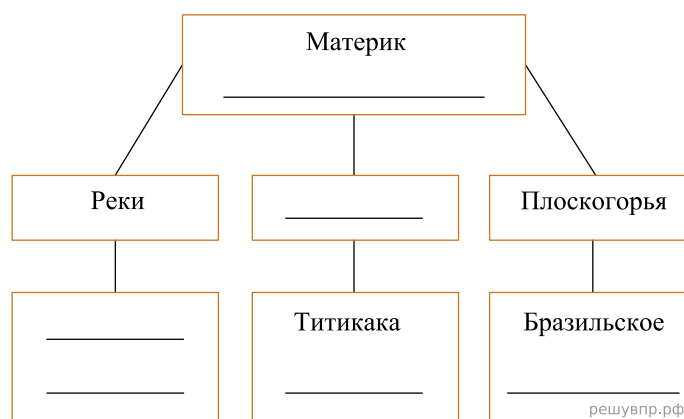 Материк
Реки
Плоскогорья
Титикака
Бразильское
решувпр.рф